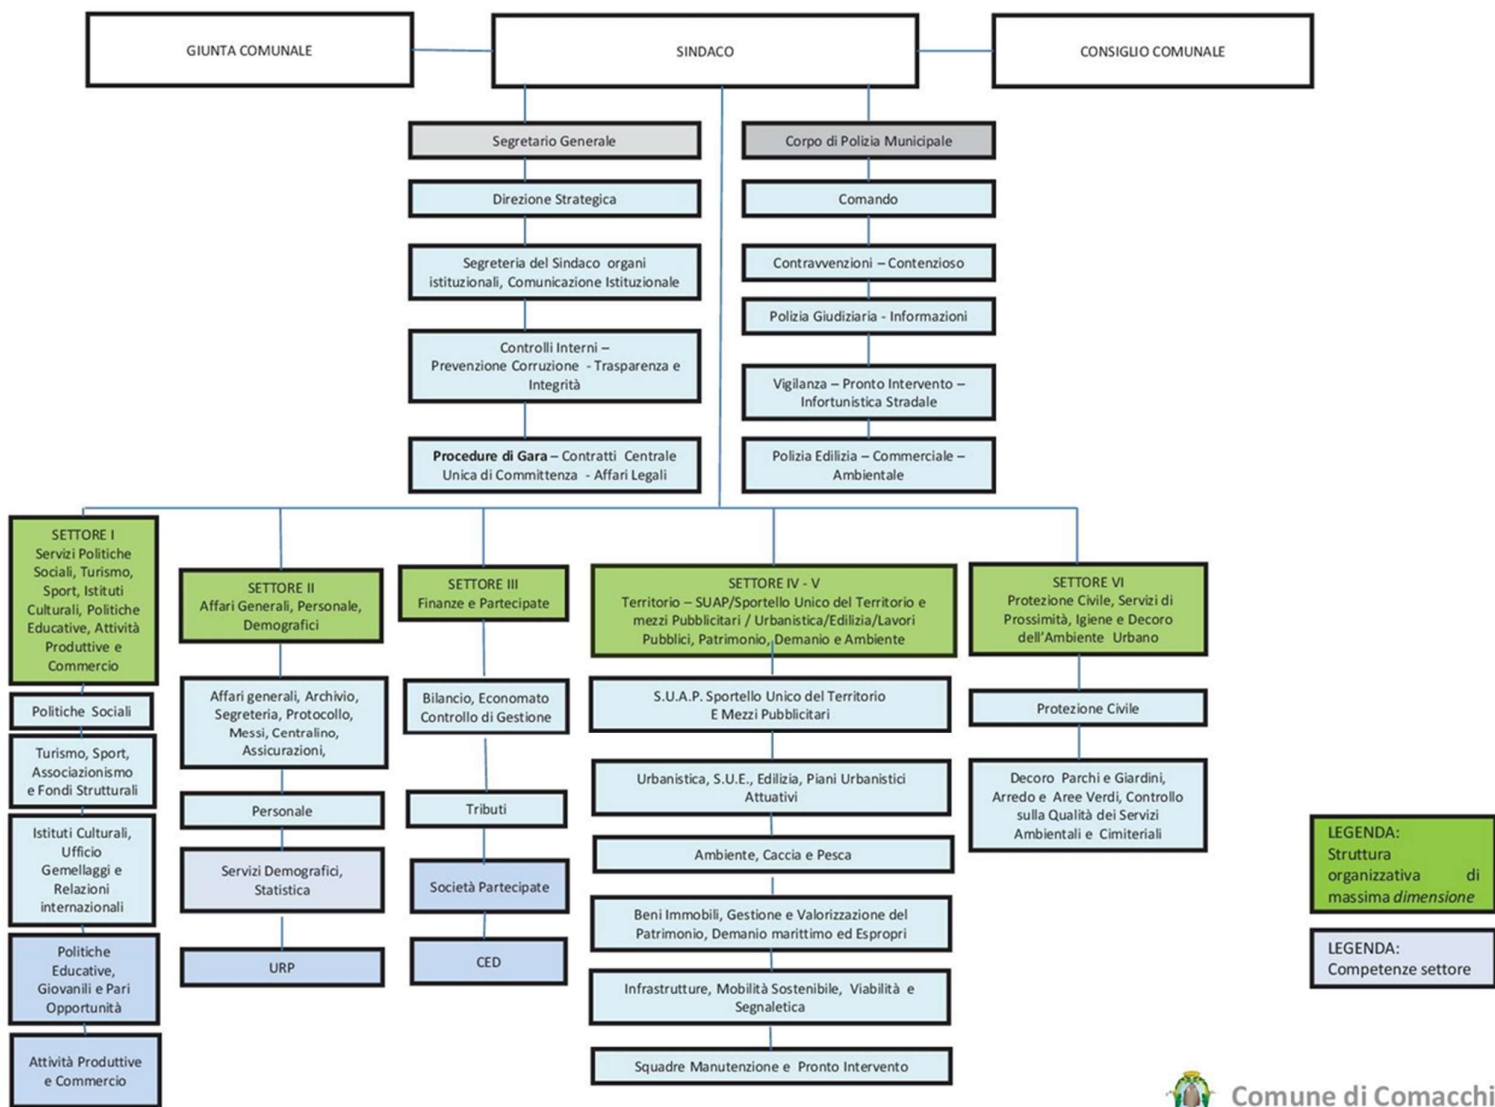 GIUNTA COMUNALE
SINDACO
CONSIGLIO COMUNALE
Segretario Generale
Direzione Strategica
Segreteria del Sindaco organi
istituzionali, Comunicazione Istituzionale
Controlli Interni –
Prevenzione Corruzione - Trasparenza e
Integrità
Procedure di Gara – Contratti Centrale
Unica di Committenza - Affari Legali
Corpo di Polizia Municipale
Comando
Contravvenzioni – Contenzioso
Polizia Giudiziaria - Informazioni
Vigilanza – Pronto Intervento –
Infortunistica Stradale
Polizia Edilizia – Commerciale –
Ambientale
SETTORE I
Servizi Politiche
Sociali, Turismo,
Sport, Istituti
Culturali, Politiche
Educative, Attività
Produttive e
Commercio
Politiche Sociali
Turismo, Sport,
Associazionismo
e Fondi Strutturali
Istituti Culturali,
Ufficio
Gemellaggi e
Relazioni
internazionali
Politiche
Educative,
Giovanili e Pari
Opportunità
Attività Produttive
e Commercio
SETTORE II
Affari Generali, Personale,
Demografici
Affari generali, Archivio,
Segreteria, Protocollo,
Messi, Centralino,
Assicurazioni,
Personale
Servizi Demografici,
Statistica
URP
SETTORE III
Finanze e Partecipate
Bilancio, Economato
Controllo di Gestione
Tributi
Società Partecipate
CED
SETTORE IV - V
Territorio – SUAP/Sportello Unico del Territorio e
mezzi Pubblicitari / Urbanistica/Edilizia/Lavori
Pubblici, Patrimonio, Demanio e Ambiente
S.U.A.P. Sportello Unico del Territorio
E Mezzi Pubblicitari
Urbanistica, S.U.E., Edilizia, Piani Urbanistici
Attuativi
Ambiente, Caccia e Pesca
Beni Immobili, Gestione e Valorizzazione del
Patrimonio, Demanio marittimo ed Espropri
Infrastrutture, Mobilità Sostenibile, Viabilità e
Segnaletica
Squadre Manutenzione e Pronto Intervento
SETTORE VI
Protezione Civile, Servizi di
Prossimità, Igiene e Decoro
dell'Ambiente Urbano
Protezione Civile
Decoro Parchi e Giardini,
Arredo e Aree Verdi, Controllo
sulla Qualità dei Servizi
Ambientali e Cimiteriali
LEGENDA:
Struttura
organizzativa di
massima dimensione
LEGENDA:
Competenze settore
Comune di Comacchi